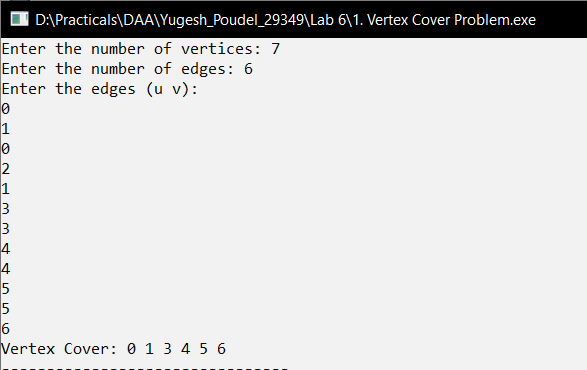 D:\Practicals\DAA\Yugesh_Poudel_29349\Lab 6\1. Vertex Cover Problem.exe
Enter the number of vertices: 7
Enter the number of edges: 6
Enter the edges (u v):
0
1
0
2
1
3
3
4
4
5
5
6
Vertex Cover: 0 1 3 4 5 6
--------------------------------